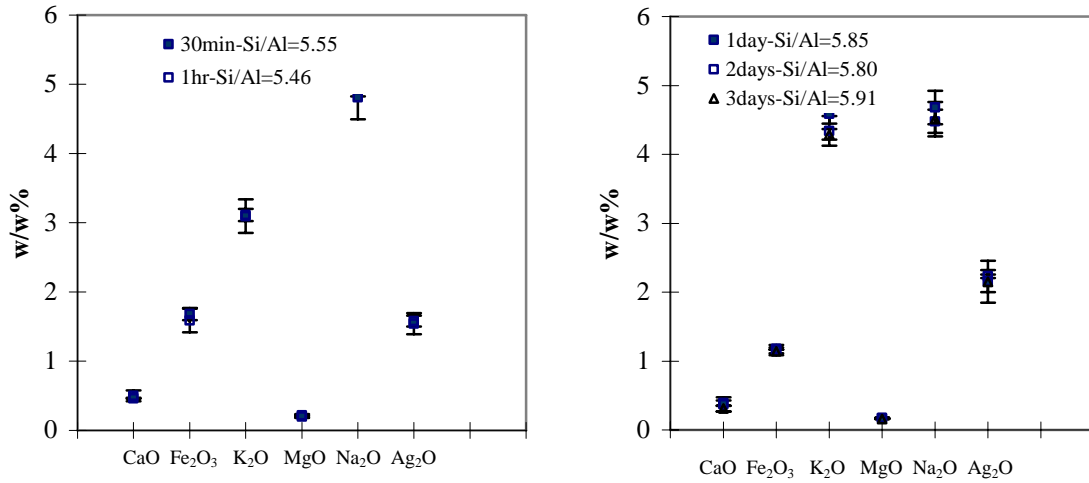 6
5
4
3
2
1
0
w/w%
30min-Si/Al=5.55
1hr-Si/Al=5.46
CaO Fe₂O₃ K₂O MgO Na₂O Ag₂O
6
5
4
3
2
1
0
w/w%
1day-Si/Al=5.85
2days-Si/Al=5.80
3days-Si/Al=5.91
CaO Fe₂O₃ K₂O MgO Na₂O Ag₂O